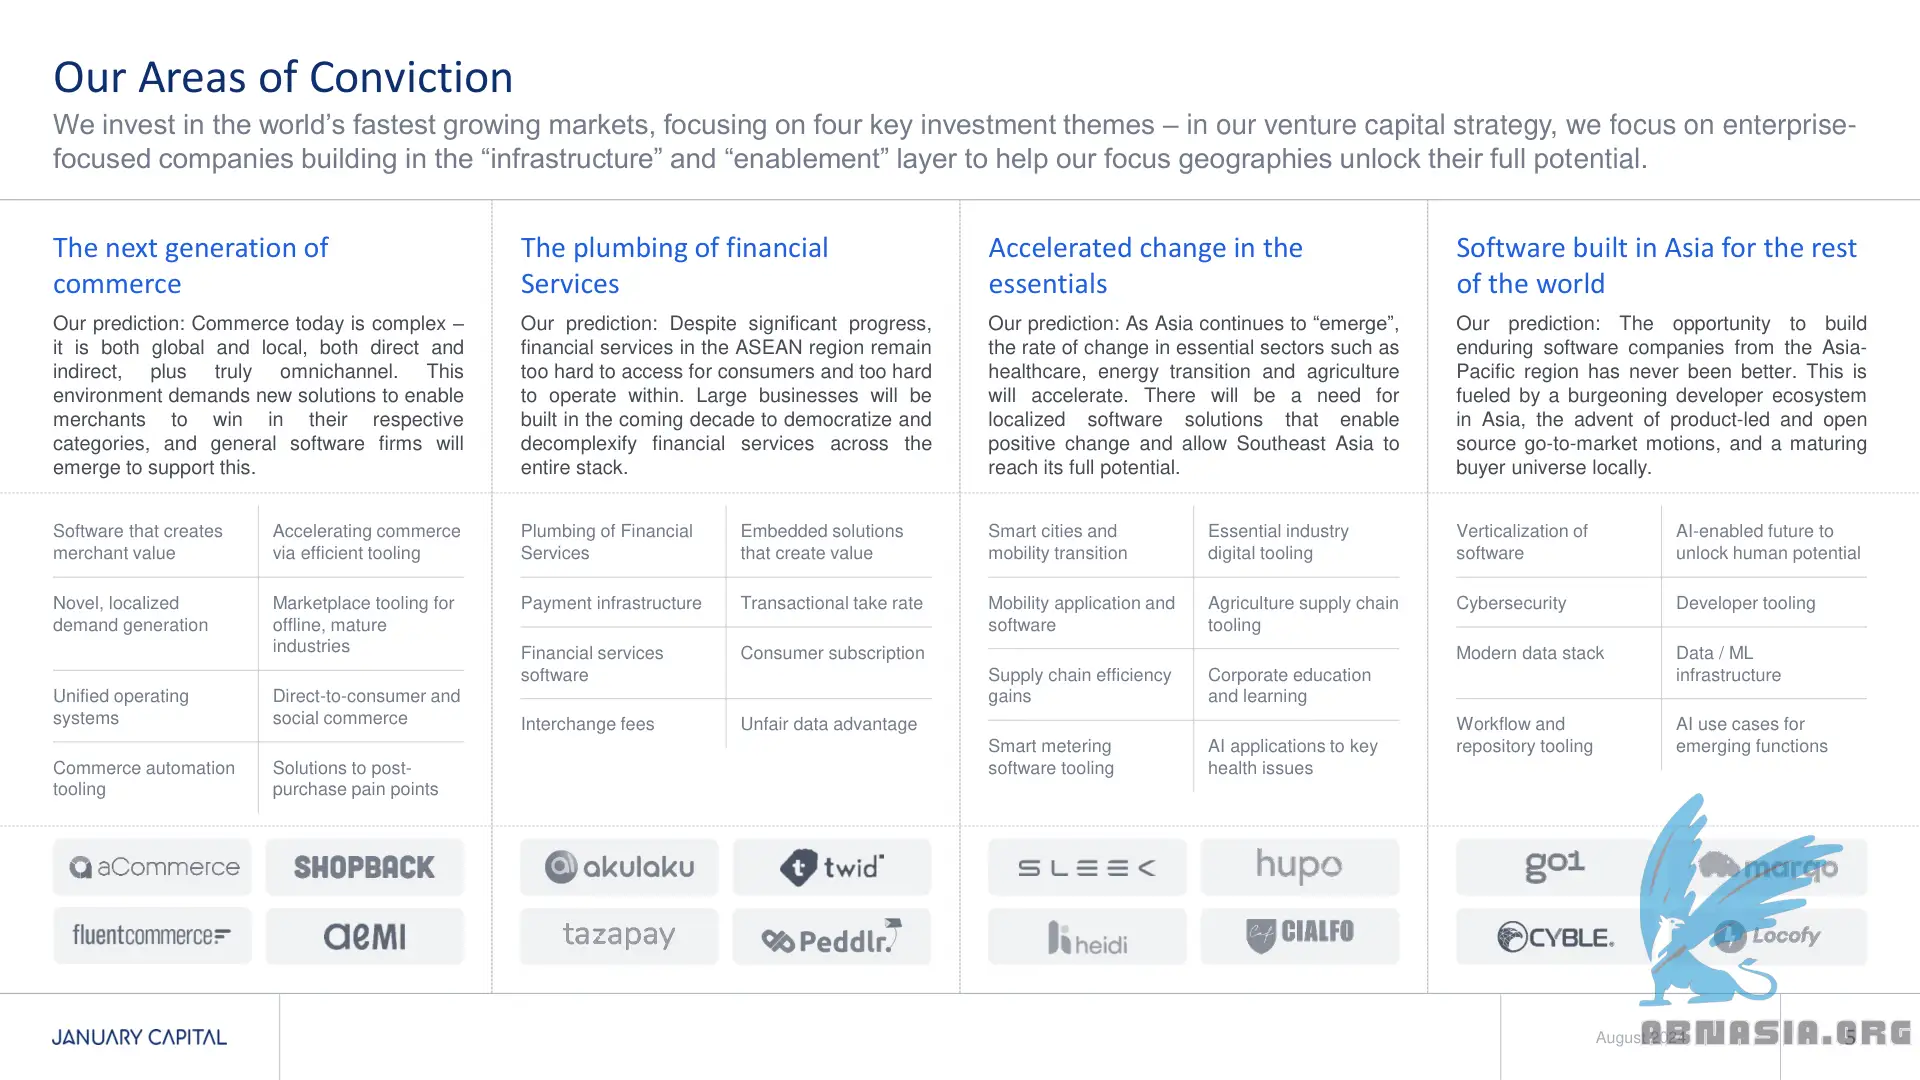 Our Areas of Conviction
We invest in the world’s fastest growing markets, focusing on four key investment themes – in our venture capital strategy, we focus on enterprise-
focused companies building in the “infrastructure” and “enablement” layer to help our focus geographies unlock their full potential.
The next generation of
commerce
Our prediction: Commerce today is complex –
it is both global and local, both direct and
indirect, plus truly omnichannel. This
environment demands new solutions to enable
merchants to win in their respective
categories, and general software firms will
emerge to support this.
Software that creates
merchant value
Accelerating commerce
via efficient tooling
Novel, localized
demand generation
Marketplace tooling for
offline, mature
industries
Unified operating
systems
Direct-to-consumer and
social commerce
Commerce automation
tooling
Solutions to post-
purchase pain points
aCommerce
SHOPBACK
fluentcommerce
aeMI
The plumbing of financial
Services
Our prediction: Despite significant progress,
financial services in the ASEAN region remain
too hard to access for consumers and too hard
to operate within. Large businesses will be
built in the coming decade to democratize and
decomplexify financial services across the
entire stack.
Plumbing of Financial
Services
Embedded solutions
that create value
Payment infrastructure
Transactional take rate
Financial services
software
Consumer subscription
Interchange fees
Unfair data advantage
akulaku
twid
tazapay
Peddlr.
Accelerated change in the
essentials
Our prediction: As Asia continues to “emerge”,
the rate of change in essential sectors such as
healthcare, energy transition and agriculture
will accelerate. There will be a need for
localized software solutions that enable
positive change and allow Southeast Asia to
reach its full potential.
Smart cities and
mobility transition
Essential industry
digital tooling
Mobility application and
software
Agriculture supply chain
tooling
Supply chain efficiency
gains
Corporate education
and learning
Smart metering
software tooling
AI applications to key
health issues
SLEEK
hupo
heidi
CIALFO
Software built in Asia for the rest
of the world
Our prediction: The opportunity to build
enduring software companies from the Asia-
Pacific region has never been better. This is
fueled by a burgeoning developer ecosystem
in Asia, the advent of product-led and open
source go-to-market motions, and a maturing
buyer universe locally.
Verticalization of
software
AI-enabled future to
unlock human potential
Cybersecurity
Developer tooling
Modern data stack
Data / ML
infrastructure
Workflow and
repository tooling
AI use cases for
emerging functions
go1
marqo
CYBLE.
Locofy
JANUARY CAPITAL
August 2024
5
ABNASIA.ORG